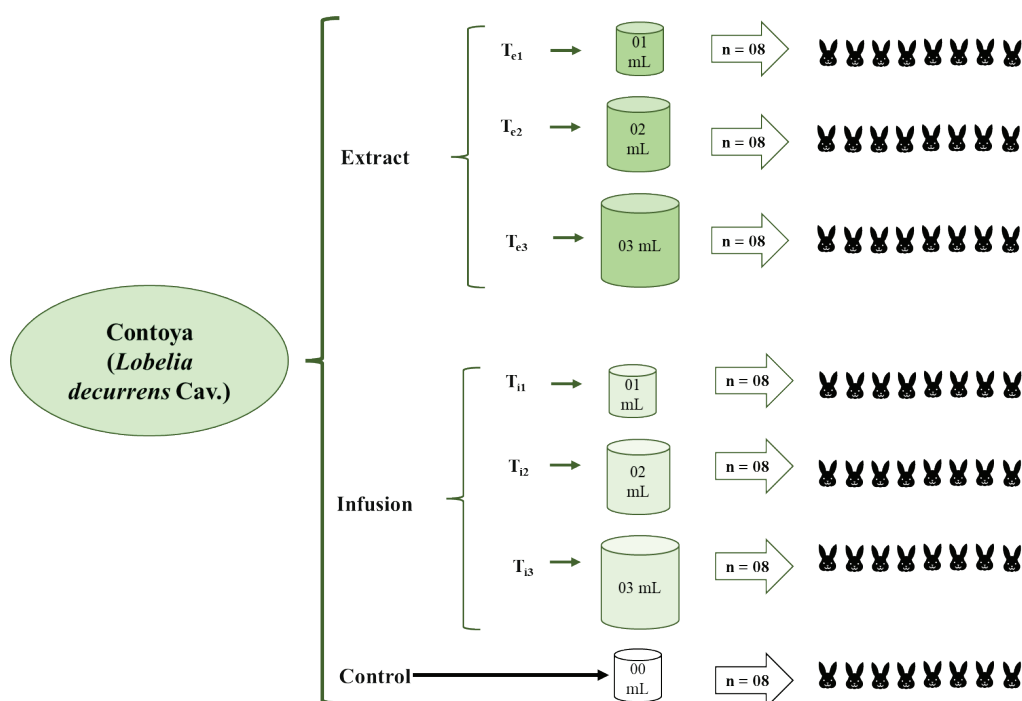 Contoya
(Lobelia
decurrens Cav.)
Extract
Te1
01
mL
n = 08
Te2
02
mL
n = 08
Te3
03 mL
n = 08
Infusion
Ti1
01
mL
n = 08
Ti2
02
mL
n = 08
Ti3
03 mL
n = 08
Control
00
mL
n = 08